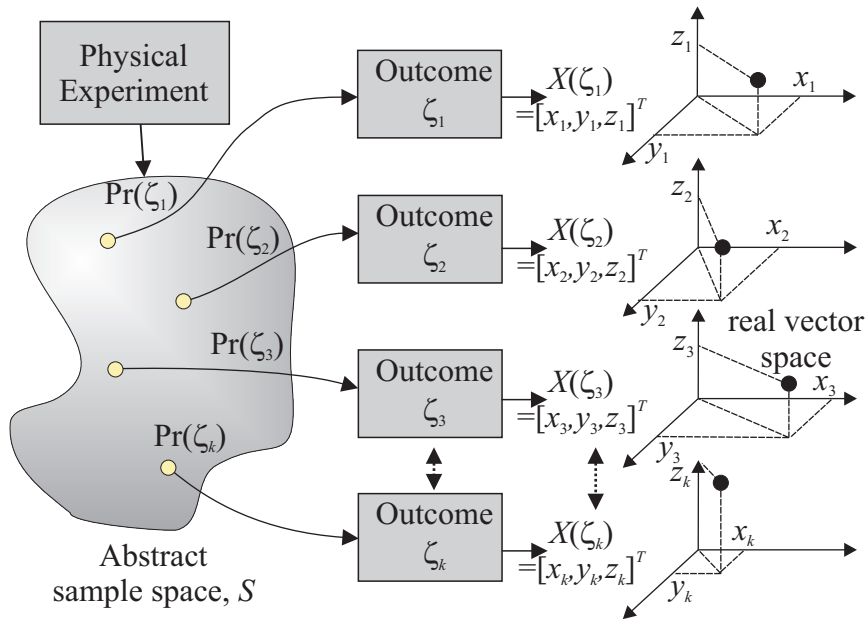 Physical
Experiment
Pr(ζ₁)
Pr(ζ₂)
Pr(ζ₃)
Pr(ζₖ)
Abstract
sample space, S
Outcome
ζ₁
X(ζ₁)
=[x₁,y₁,z₁]ᵀ
z₁
x₁
y₁
Outcome
ζ₂
X(ζ₂)
=[x₂,y₂,z₂]ᵀ
z₂
x₂
y₂
real vector
space
Outcome
ζ₃
X(ζ₃)
=[x₃,y₃,z₃]ᵀ
z₃
x₃
y₃
Outcome
ζₖ
X(ζₖ)
=[xₖ,yₖ,zₖ]ᵀ
zₖ
xₖ
yₖ